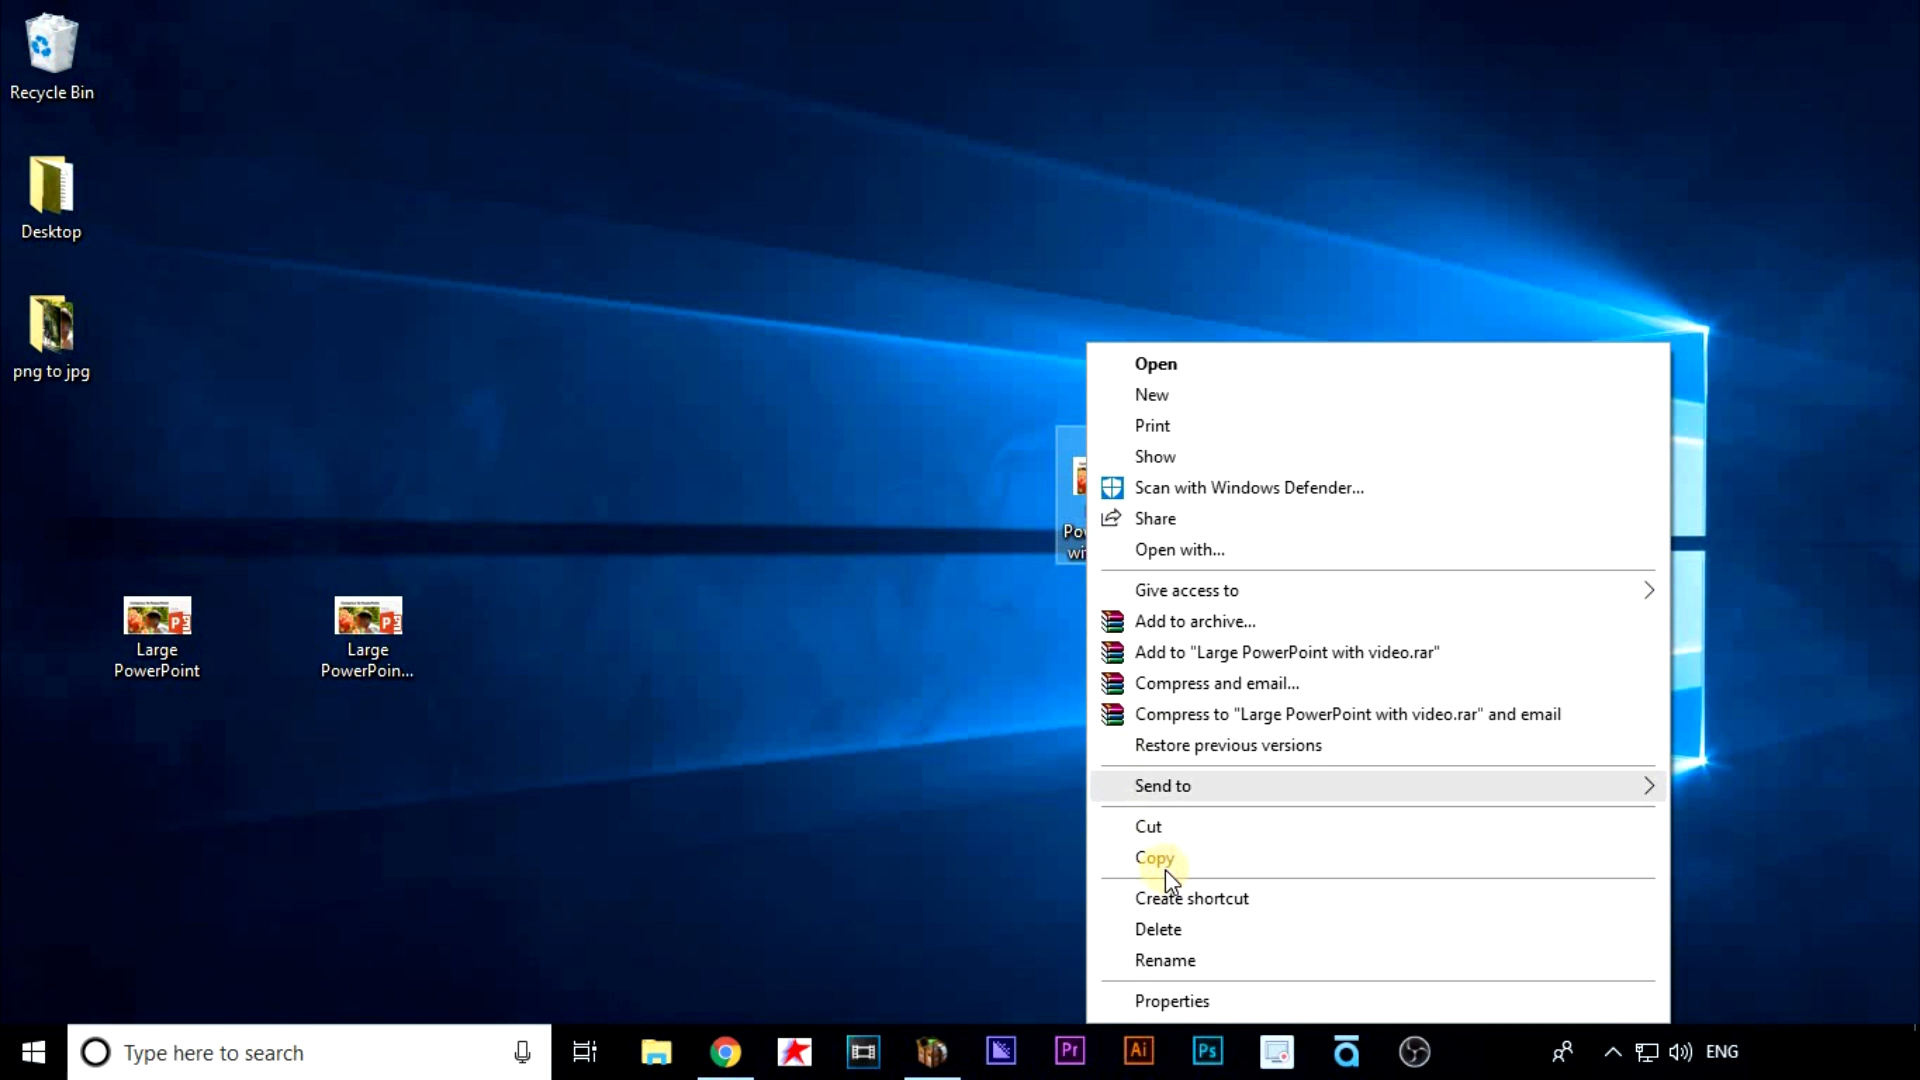 Recycle Bin
Desktop
png to jpg
Large
PowerPoint
Large
PowerPoin...
Open
New
Print
Show
Scan with Windows Defender...
Share
Open with...
Give access to
Add to archive...
Add to "Large PowerPoint with video.rar"
Compress and email...
Compress to "Large PowerPoint with video.rar" and email
Restore previous versions
Send to
Cut
Copy
Create shortcut
Delete
Rename
Properties
Type here to search
Pr
Ai
Ps
ENG